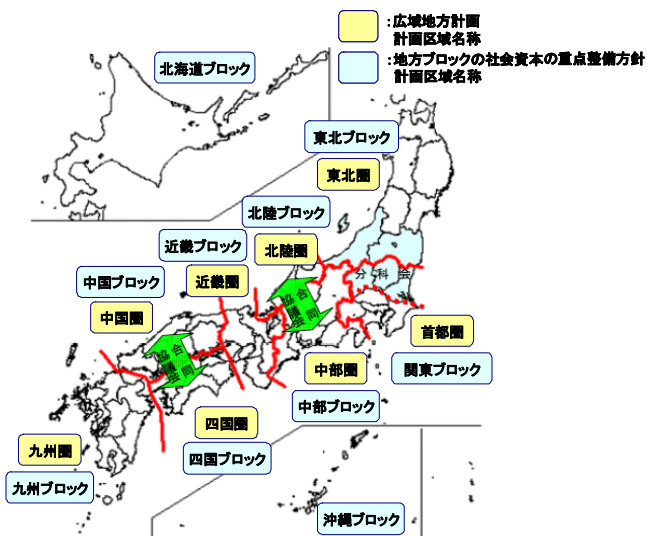 ：広域地方計画
計画区域名称
：地方ブロックの社会資本の重点整備方針
計画区域名称
北海道ブロック
東北ブロック
東北圏
北陸ブロック
北陸圏
近畿ブロック
近畿圏
中国ブロック
中国圏
分科会
合同
協議会
合同
協議会
首都圏
関東ブロック
中部圏
中部ブロック
四国圏
四国ブロック
九州圏
九州ブロック
沖縄ブロック